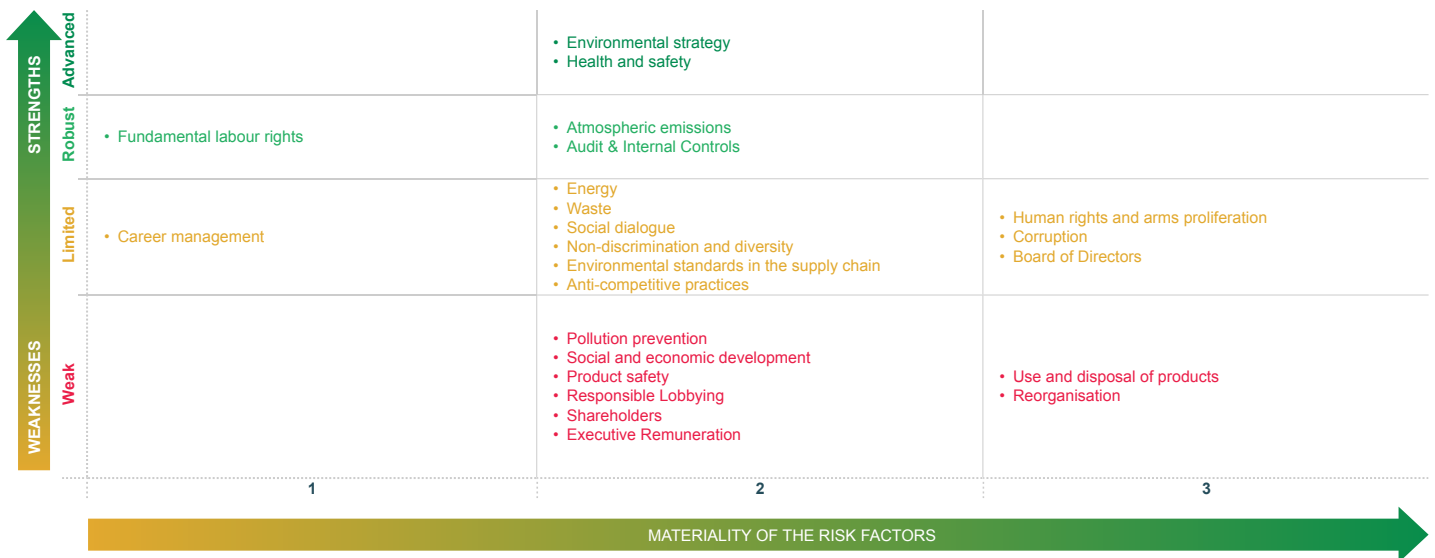 STRENGTHS
WEAKNESSES
Advanced
• Environmental strategy
• Health and safety
Robust
• Fundamental labour rights
• Atmospheric emissions
• Audit & Internal Controls
Limited
• Career management
• Energy
• Waste
• Social dialogue
• Non-discrimination and diversity
• Environmental standards in the supply chain
• Anti-competitive practices
• Human rights and arms proliferation
• Corruption
• Board of Directors
Weak
• Pollution prevention
• Social and economic development
• Product safety
• Responsible Lobbying
• Shareholders
• Executive Remuneration
• Use and disposal of products
• Reorganisation
1
2
3
MATERIALITY OF THE RISK FACTORS